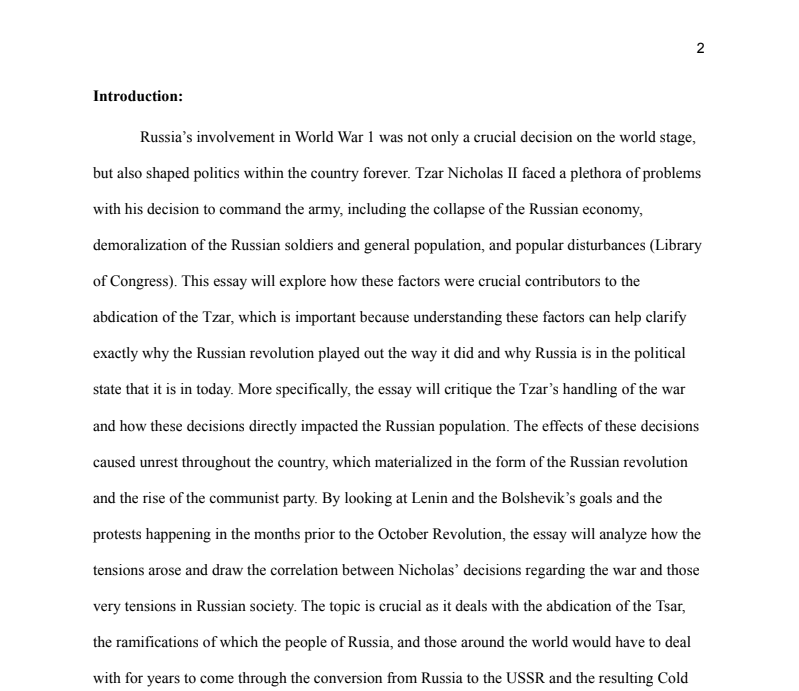 2
Introduction:
Russia’s involvement in World War 1 was not only a crucial decision on the world stage,
but also shaped politics within the country forever. Tzar Nicholas II faced a plethora of problems
with his decision to command the army, including the collapse of the Russian economy,
demoralization of the Russian soldiers and general population, and popular disturbances (Library
of Congress). This essay will explore how these factors were crucial contributors to the
abdication of the Tzar, which is important because understanding these factors can help clarify
exactly why the Russian revolution played out the way it did and why Russia is in the political
state that it is in today. More specifically, the essay will critique the Tzar’s handling of the war
and how these decisions directly impacted the Russian population. The effects of these decisions
caused unrest throughout the country, which materialized in the form of the Russian revolution
and the rise of the communist party. By looking at Lenin and the Bolshevik’s goals and the
protests happening in the months prior to the October Revolution, the essay will analyze how the
tensions arose and draw the correlation between Nicholas’ decisions regarding the war and those
very tensions in Russian society. The topic is crucial as it deals with the abdication of the Tsar,
the ramifications of which the people of Russia, and those around the world would have to deal
with for years to come through the conversion from Russia to the USSR and the resulting Cold